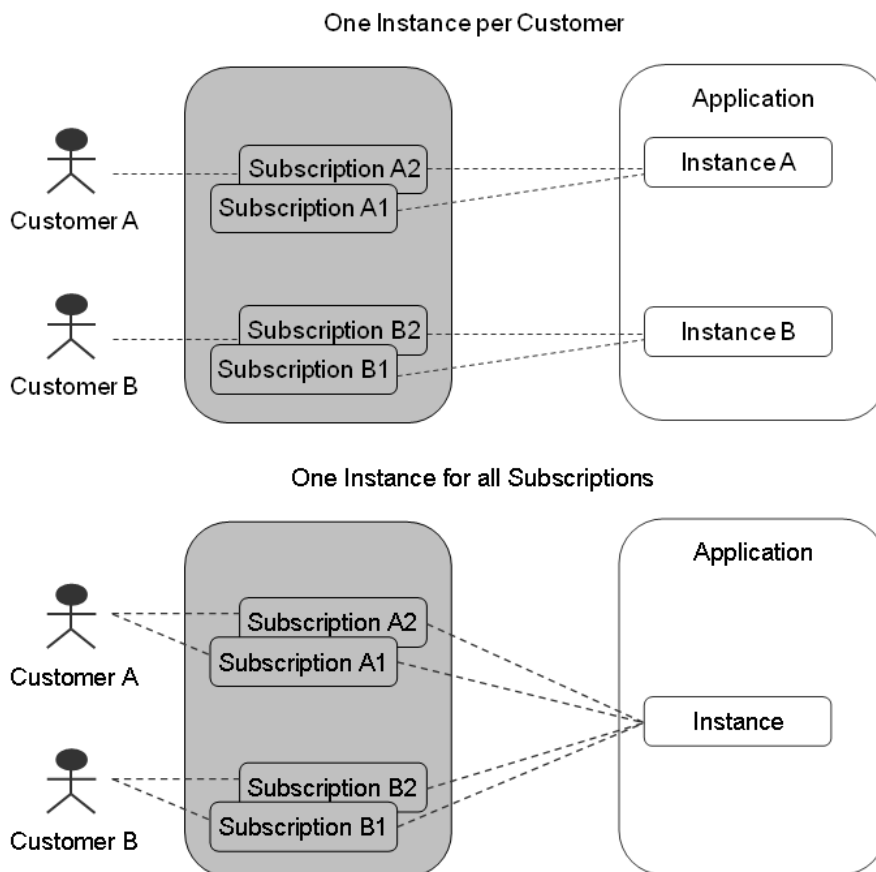 One Instance per Customer
Application
Subscription A2
Instance A
Subscription A1
Customer A
Subscription B2
Instance B
Subscription B1
Customer B
One Instance for all Subscriptions
Application
Subscription A2
Subscription A1
Customer A
Instance
Subscription B2
Subscription B1
Customer B